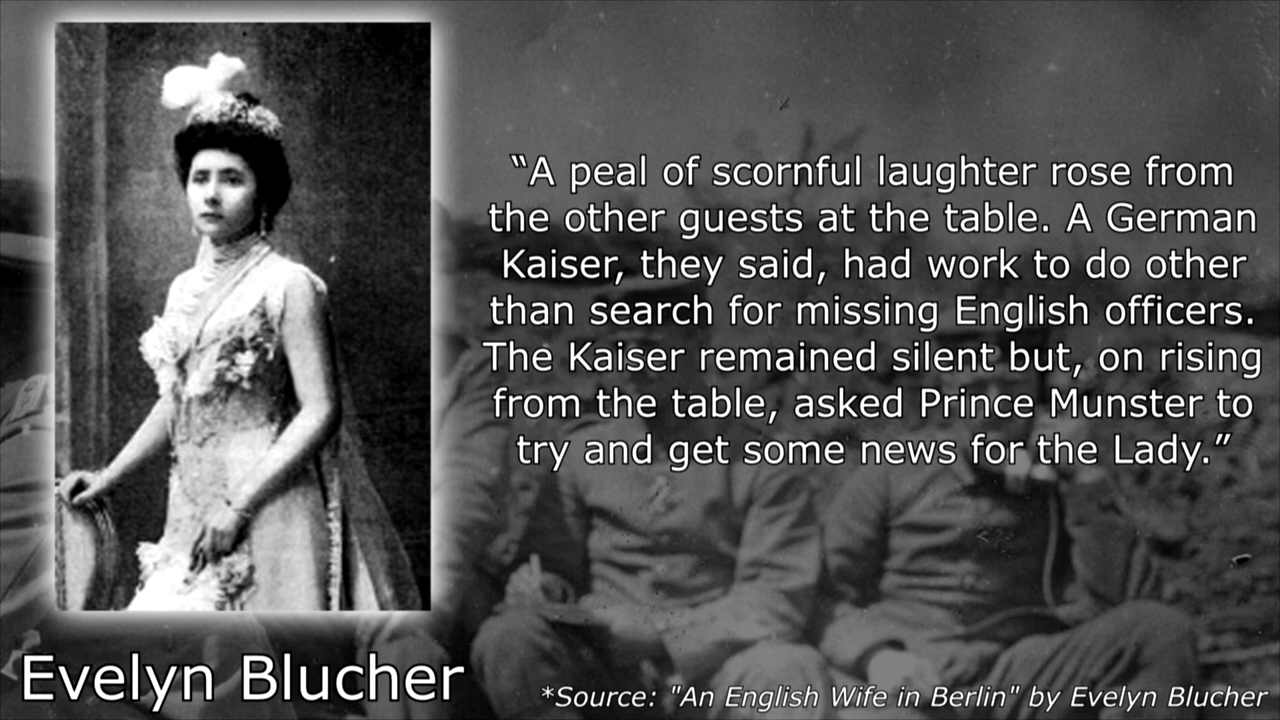 “A peal of scornful laughter rose from
the other guests at the table. A German
Kaiser, they said, had work to do other
than search for missing English officers.
The Kaiser remained silent but, on rising
from the table, asked Prince Munster to
try and get some news for the Lady.”
Evelyn Blucher
*Source: "An English Wife in Berlin" by Evelyn Blucher